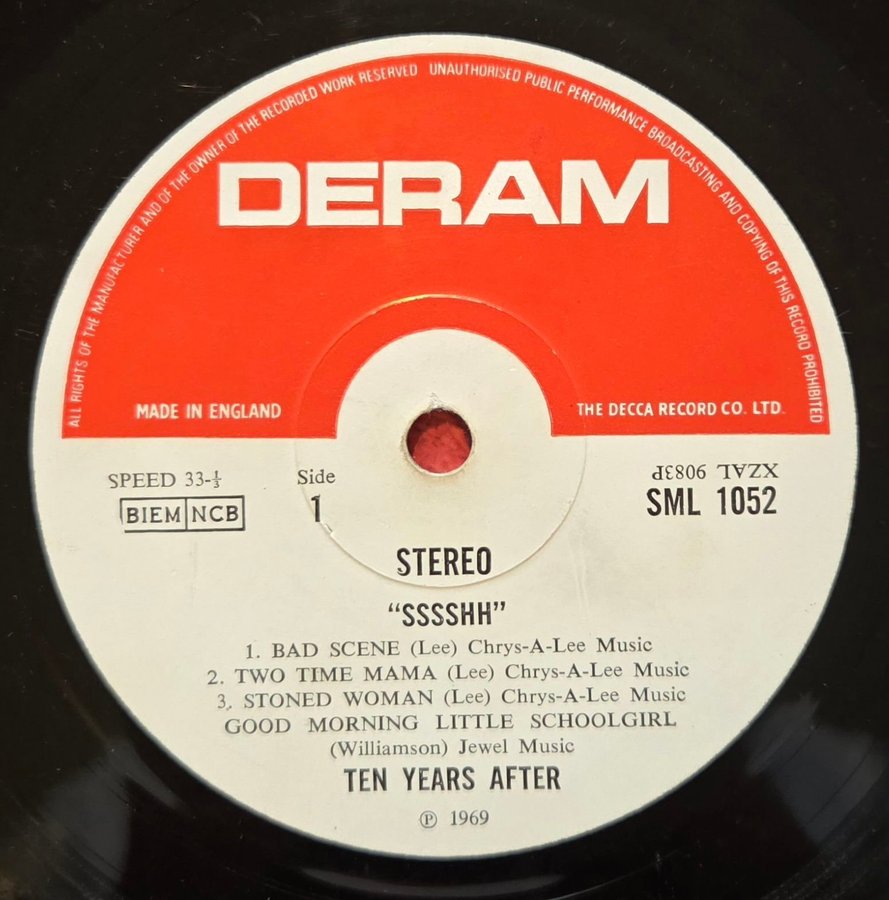 ALL RIGHTS OF THE MANUFACTURER AND OF THE OWNER OF THE RECORDED WORK RESERVED UNAUTHORISED PUBLIC PERFORMANCE BROADCASTING AND COPYING OF THIS RECORD PROHIBITED
DERAM
MADE IN ENGLAND
THE DECCA RECORD CO. LTD.
SPEED 33-⅓
BIEM NCB
Side
1
XZAL 9083P
SML 1052
STEREO
“SSSSHH”
1. BAD SCENE (Lee) Chrys-A-Lee Music
2. TWO TIME MAMA (Lee) Chrys-A-Lee Music
3. STONED WOMAN (Lee) Chrys-A-Lee Music
GOOD MORNING LITTLE SCHOOLGIRL
(Williamson) Jewel Music
TEN YEARS AFTER
℗ 1969